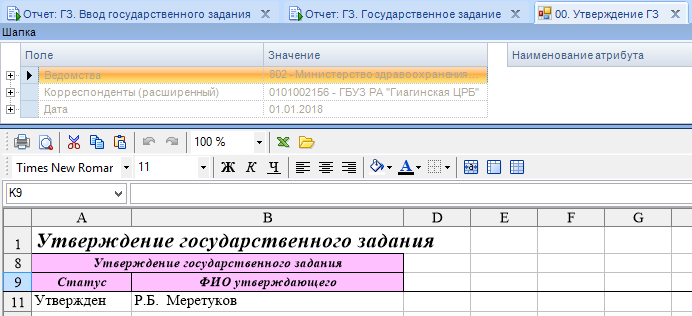 Отчет: ГЗ. Ввод государственного задания X Отчет: ГЗ. Государственное задание X 00. Утверждение ГЗ X
Шапка
Поле Значение Наименование атрибута
Ведомства 802 - Министерство здравоохранения
Корреспонденты (расширенный) 0101002156 - ГБУЗ РА "Гиагинская ЦРБ"
Дата 01.01.2018
100 %
Times New Romar 11 Ж К Ч A
K9
A B D E F G
1 Утверждение государственного задания
8 Утверждение государственного задания
9 Статус ФИО утверждающего
11 Утвержден Р.Б. Меретуков